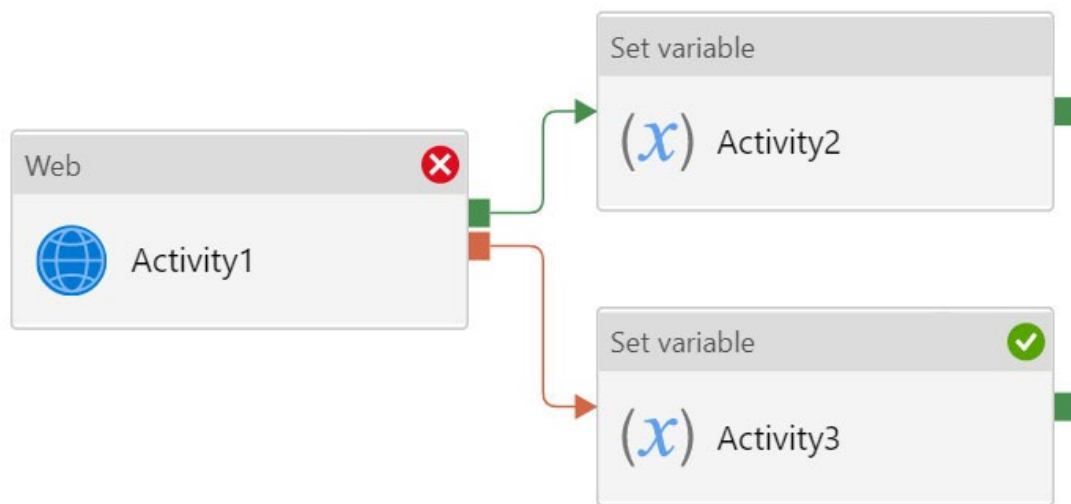 Set variable
(x) Activity2
Web
Activity1
Set variable
(x) Activity3